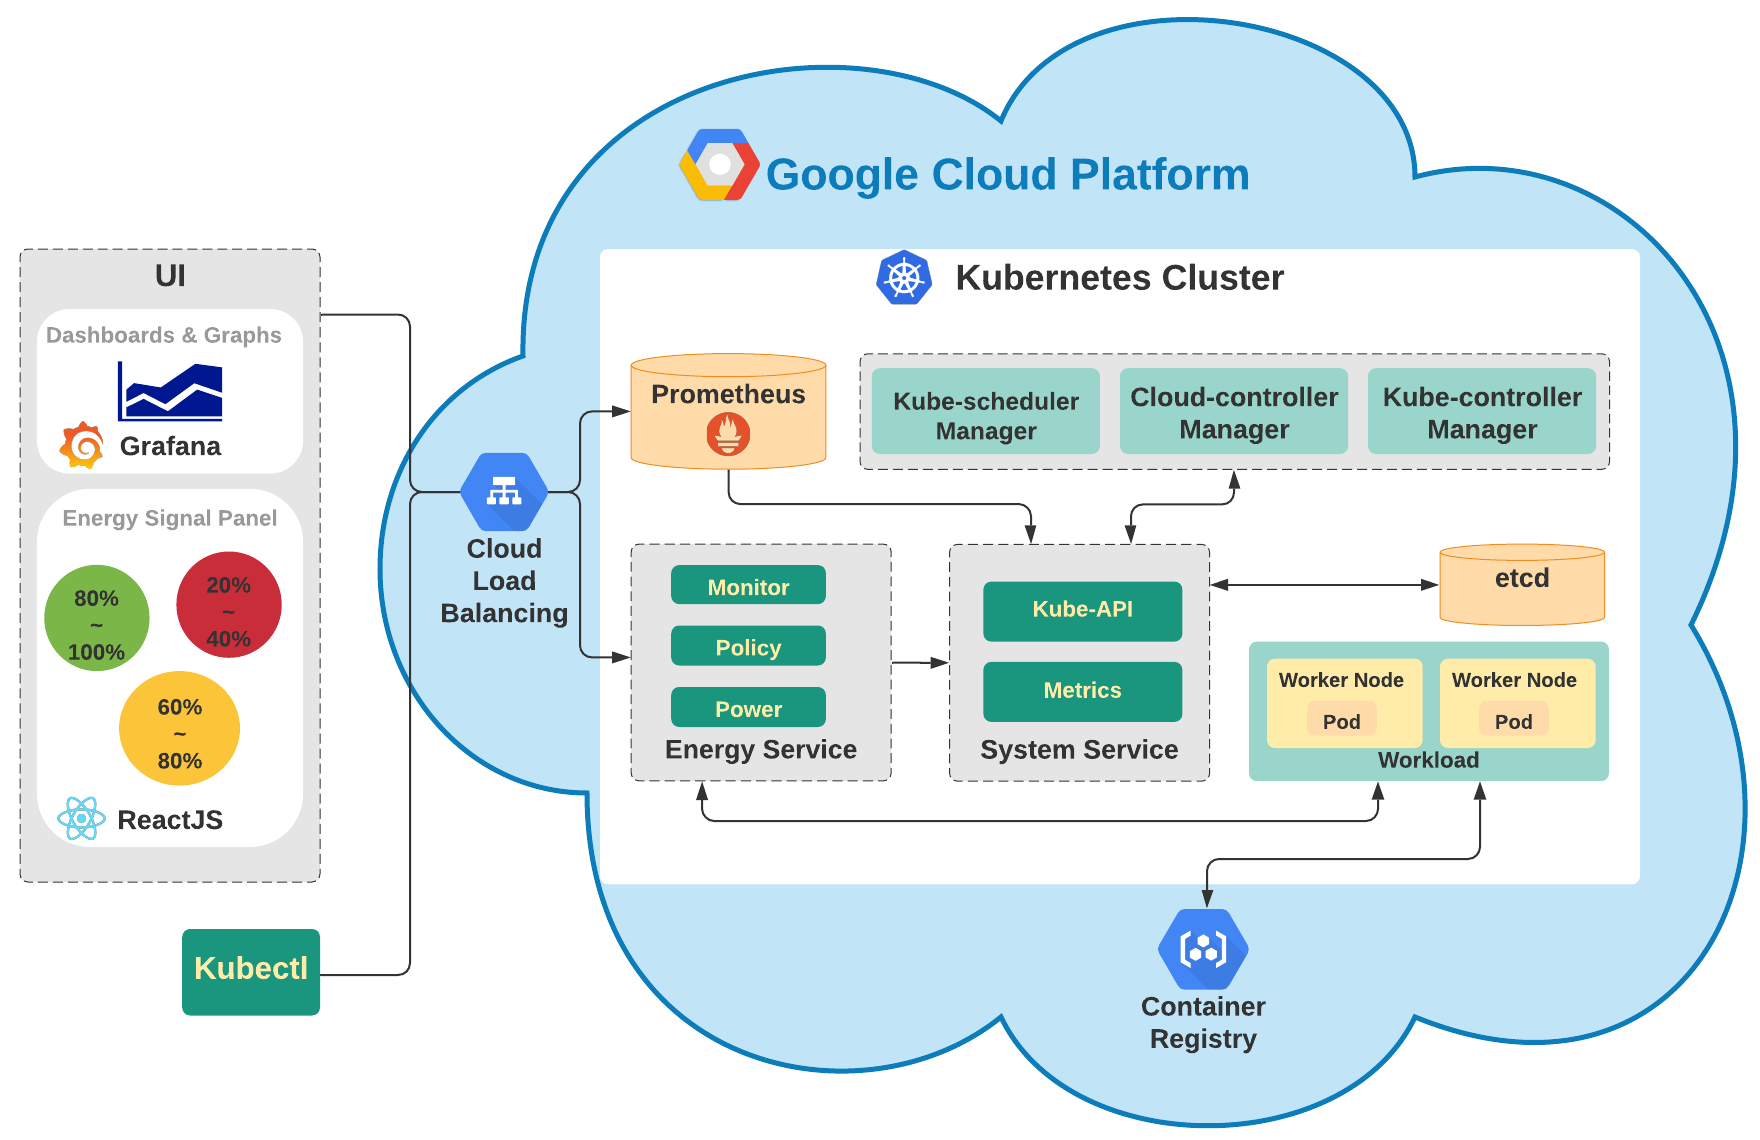 Google Cloud Platform
UI
Dashboards & Graphs
Grafana
Energy Signal Panel
80%
~
100%
20%
~
40%
60%
~
80%
ReactJS
Kubectl
Cloud
Load
Balancing
Kubernetes Cluster
Prometheus
Kube-scheduler
Manager
Cloud-controller
Manager
Kube-controller
Manager
Monitor
Policy
Power
Energy Service
Kube-API
Metrics
System Service
etcd
Worker Node
Pod
Worker Node
Pod
Workload
Container
Registry